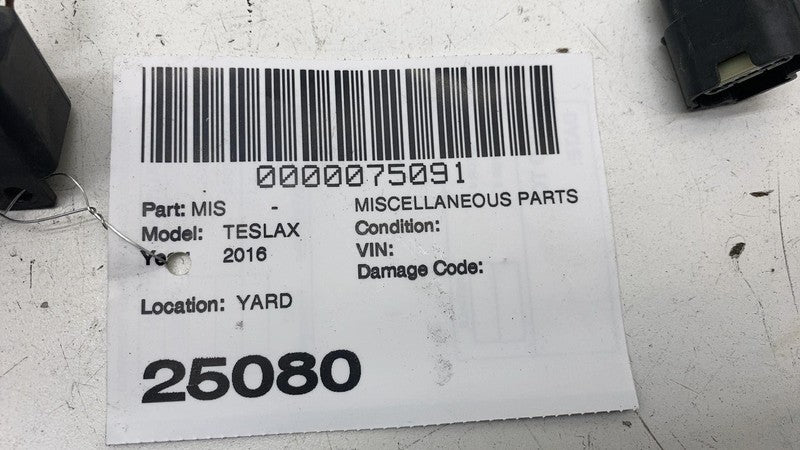 0000075091
Part: MIS - MISCELLANEOUS PARTS
Model: TESLAX Condition:
2016 VIN:
Damage Code:
Location: YARD
25080